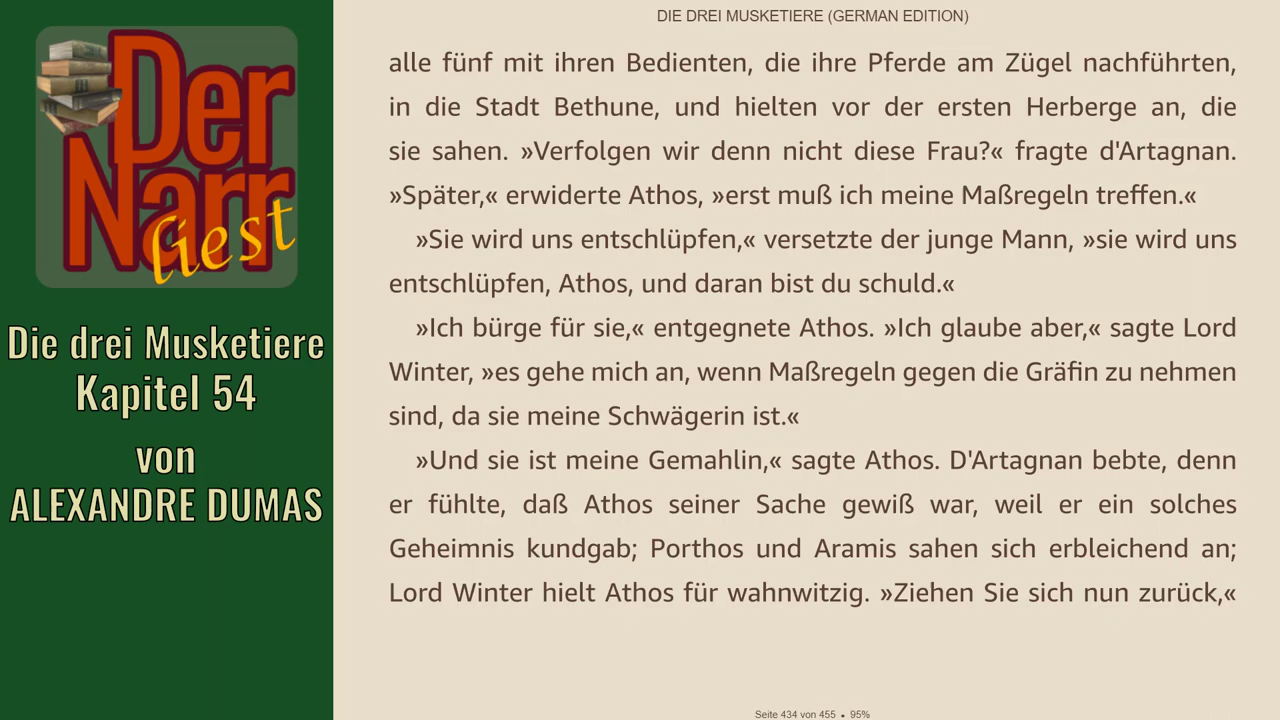 Der
Narr
liest
Die drei Musketiere
Kapitel 54
von
ALEXANDRE DUMAS
DIE DREI MUSKETIERE (GERMAN EDITION)
alle fünf mit ihren Bedienten, die ihre Pferde am Zügel nachführten,
in die Stadt Bethune, und hielten vor der ersten Herberge an, die
sie sahen. »Verfolgen wir denn nicht diese Frau?« fragte d'Artagnan.
»Später,« erwiderte Athos, »erst muß ich meine Maßregeln treffen.«
»Sie wird uns entschlüpfen,« versetzte der junge Mann, »sie wird uns
entschlüpfen, Athos, und daran bist du schuld.«
»Ich bürge für sie,« entgegnete Athos. »Ich glaube aber,« sagte Lord
Winter, »es gehe mich an, wenn Maßregeln gegen die Gräfin zu nehmen
sind, da sie meine Schwägerin ist.«
»Und sie ist meine Gemahlin,« sagte Athos. D'Artagnan bebte, denn
er fühlte, daß Athos seiner Sache gewiß war, weil er ein solches
Geheimnis kundgab; Porthos und Aramis sahen sich erbleichend an;
Lord Winter hielt Athos für wahnwitzig. »Ziehen Sie sich nun zurück,«
Seite 434 von 455 • 95%